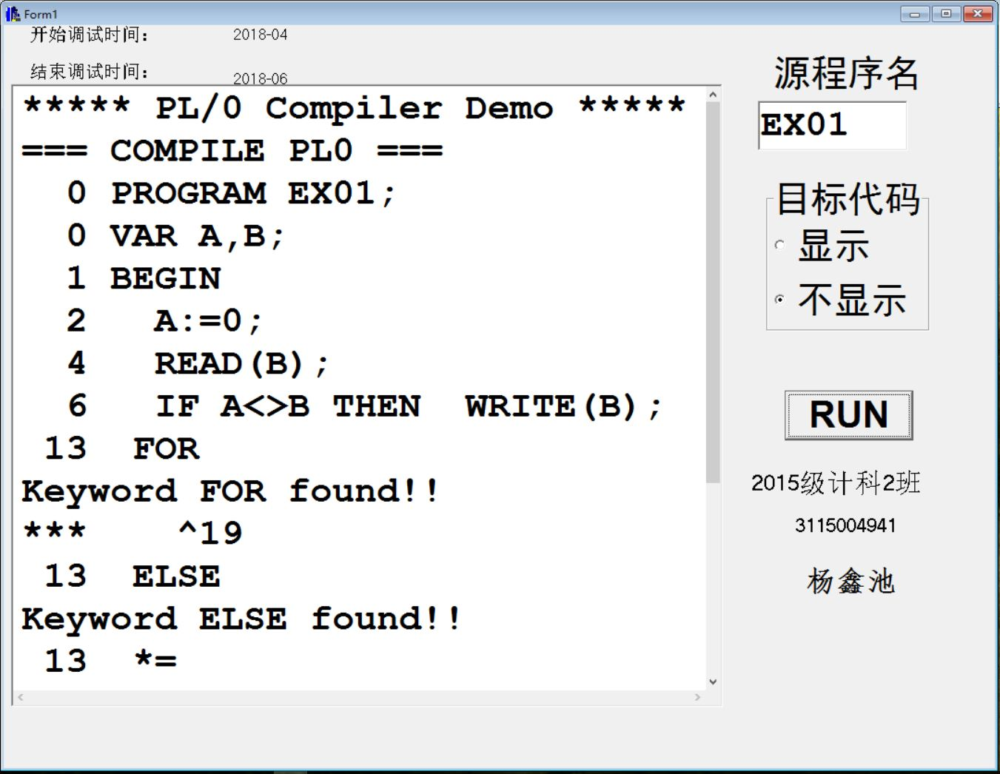 Form1
开始调试时间： 2018-04
结束调试时间： 2018-06
***** PL/0 Compiler Demo *****
=== COMPILE PL0 ===
0 PROGRAM EX01;
0 VAR A,B;
1 BEGIN
2 A:=0;
4 READ(B);
6 IF A<>B THEN WRITE(B);
13 FOR
Keyword FOR found!!
*** ^19
13 ELSE
Keyword ELSE found!!
13 *=
源程序名
EX01
目标代码
显示
不显示
RUN
2015级计科2班
3115004941
杨鑫池